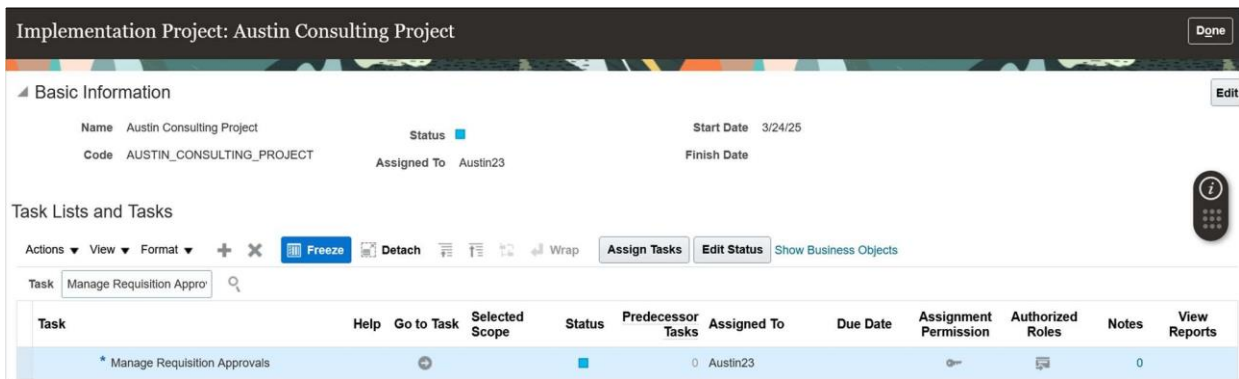 Implementation Project: Austin Consulting Project
Done
Basic Information
Edit
Name Austin Consulting Project
Status
Start Date 3/24/25
Code AUSTIN_CONSULTING_PROJECT
Assigned To Austin23
Finish Date
Task Lists and Tasks
Actions View Format Freeze Detach Wrap Assign Tasks Edit Status Show Business Objects
Task Manage Requisition Appro
Task Help Go to Task Selected Scope Status Predecessor Tasks Assigned To Due Date Assignment Permission Authorized Roles Notes View Reports
* Manage Requisition Approvals 0 Austin23 0